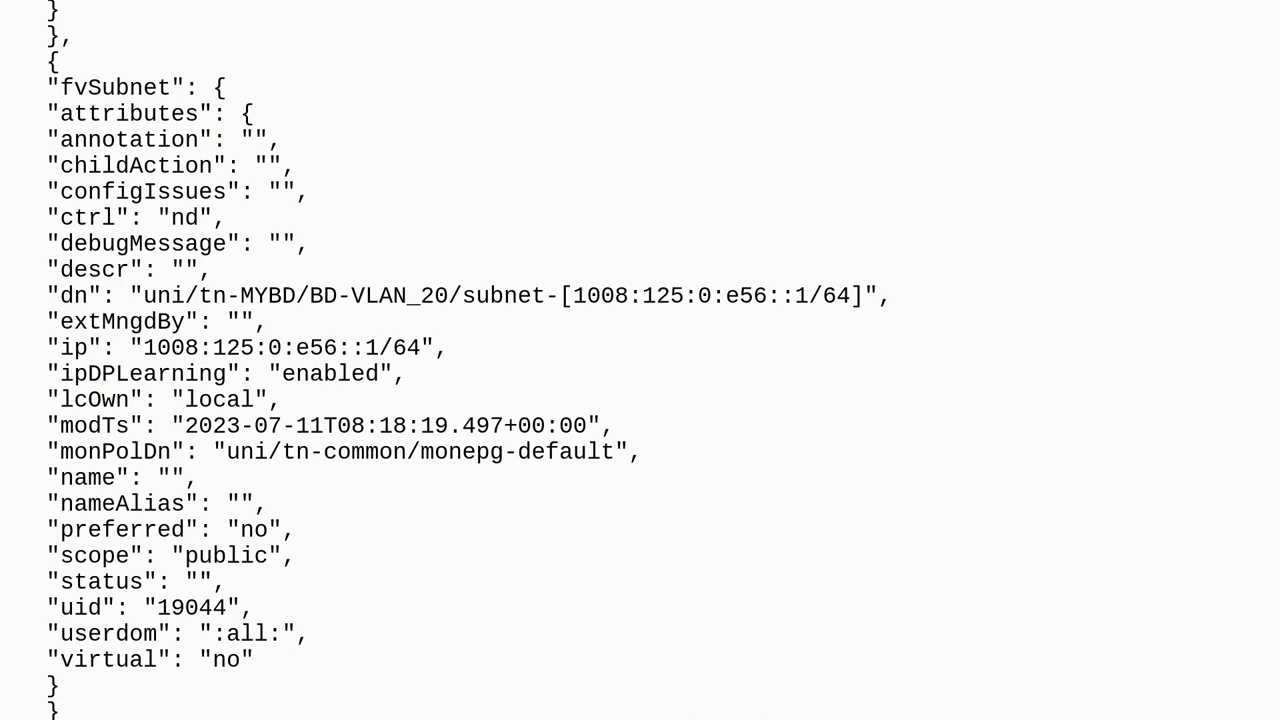 }
},
{
"fvSubnet": {
"attributes": {
"annotation": "",
"childAction": "",
"configIssues": "",
"ctrl": "nd",
"debugMessage": "",
"descr": "",
"dn": "uni/tn-MYBD/BD-VLAN_20/subnet-[1008:125:0:e56::1/64]",
"extMngdBy": "",
"ip": "1008:125:0:e56::1/64",
"ipDPLearning": "enabled",
"lcOwn": "local",
"modTs": "2023-07-11T08:18:19.497+00:00",
"monPolDn": "uni/tn-common/monepg-default",
"name": "",
"nameAlias": "",
"preferred": "no",
"scope": "public",
"status": "",
"uid": "19044",
"userdom": ":all:",
"virtual": "no"
}
}